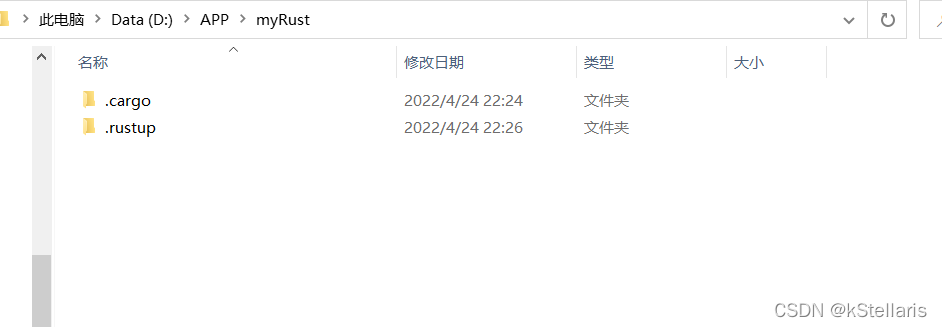 此电脑 Data (D:) APP myRust
名称 修改日期 类型 大小
.cargo 2022/4/24 22:24 文件夹
.rustup 2022/4/24 22:26 文件夹
CSDN @kStellaris